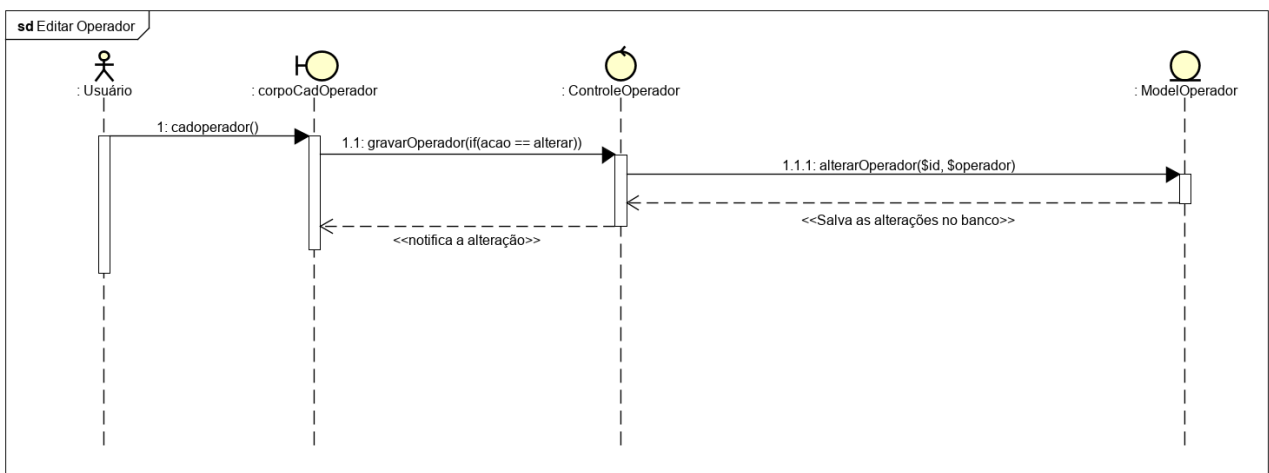 sd Editar Operador
: Usuário
: corpoCadOperador
: ControleOperador
: ModelOperador
1: cadoperador()
1.1: gravarOperador(if(acao == alterar))
1.1.1: alterarOperador($id, $operador)
<<Salva as alterações no banco>>
<<notifica a alteração>>